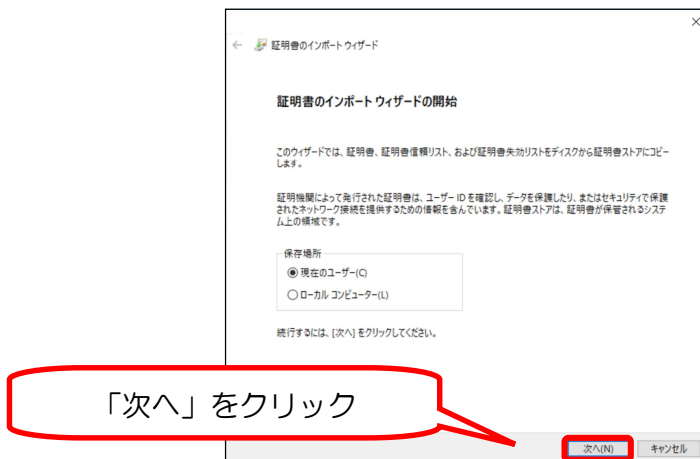 証明書のインポート ウィザード
証明書のインポート ウィザードの開始
このウィザードでは、証明書、証明書信頼リスト、および証明書失効リストをディスクから証明書ストアにコピー
します。
証明機関によって発行された証明書は、ユーザー ID を確認し、データを保護したり、またはセキュリティで保護
されたネットワーク接続を提供するための情報を含んでいます。証明書ストアは、証明書が保管されるシステ
ム上の領域です。
保存場所
現在のユーザー(C)
ローカル コンピューター(L)
続行するには、[次へ] をクリックしてください。
「次へ」をクリック
次へ(N) キャンセル